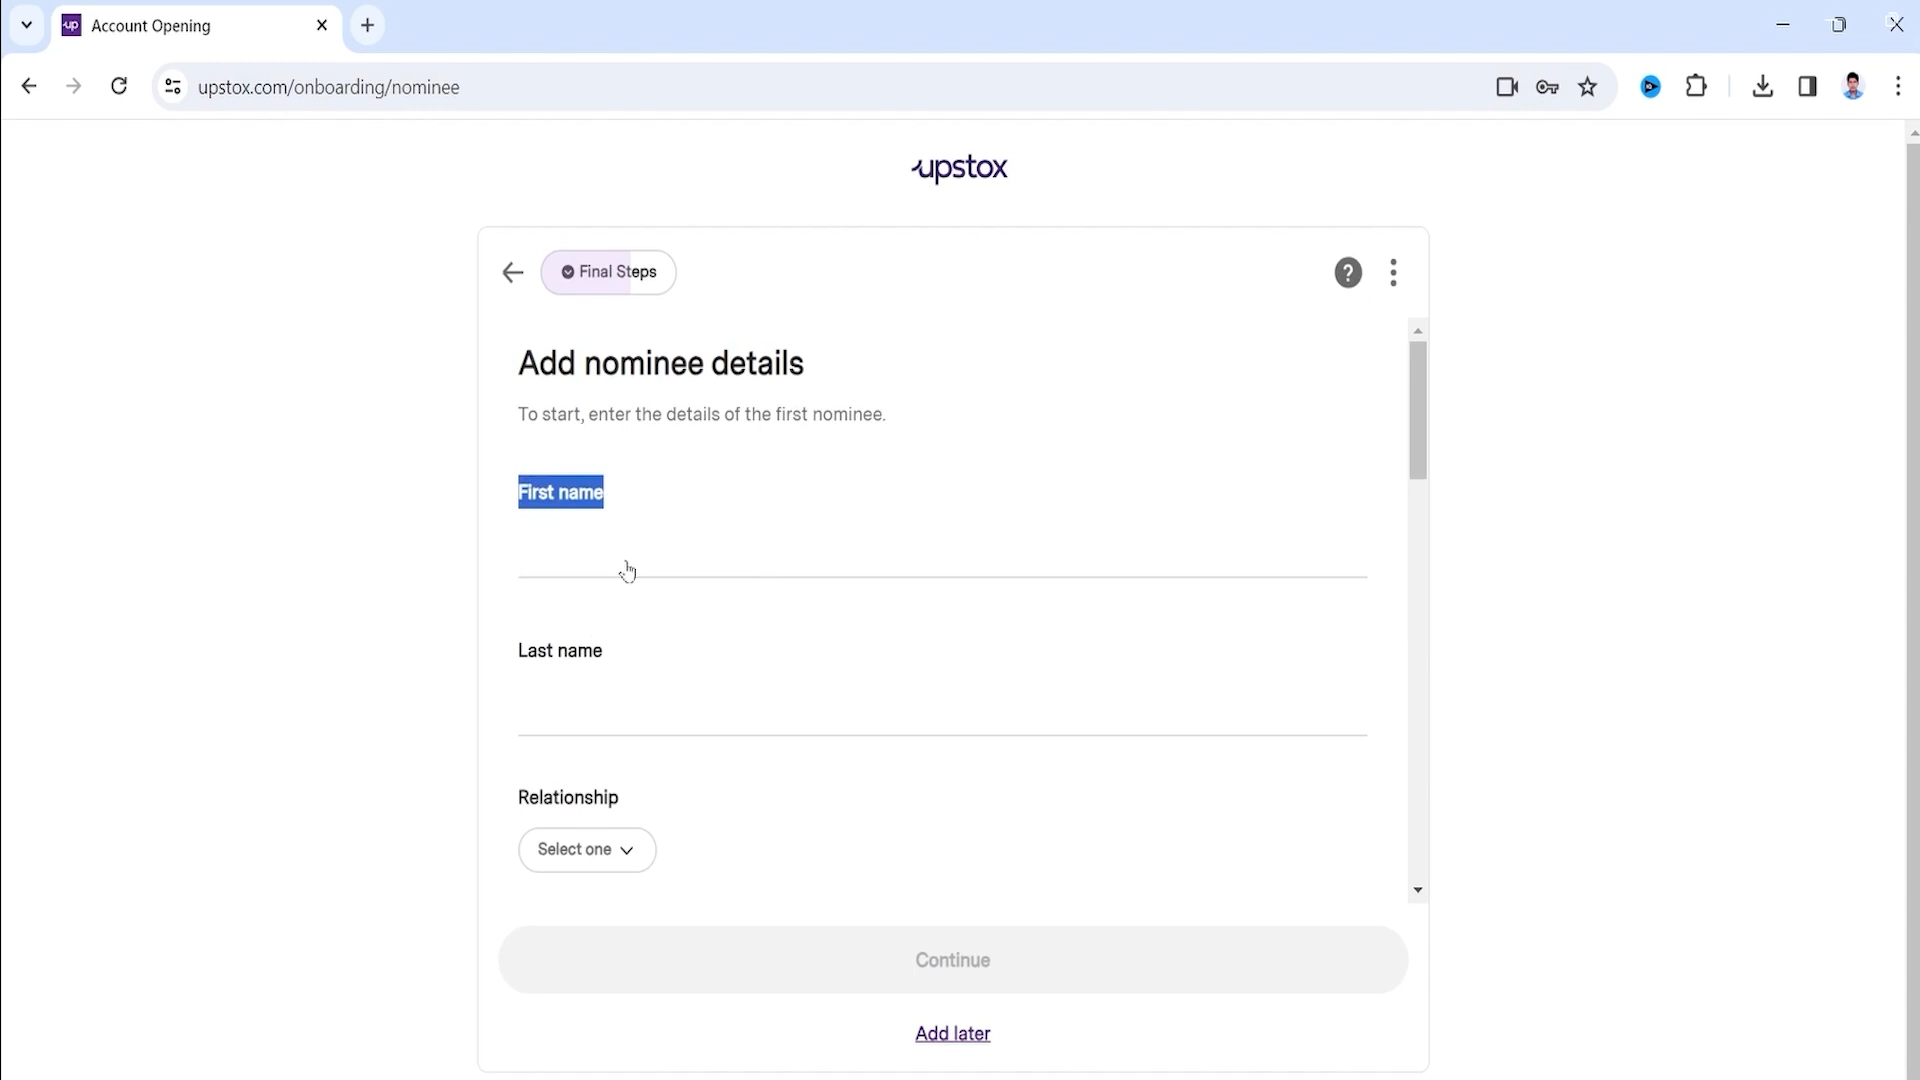 up Account Opening
upstox.com/onboarding/nominee
upstox
Final Steps
?
Add nominee details
To start, enter the details of the first nominee.
First name
Last name
Relationship
Select one
Continue
Add later